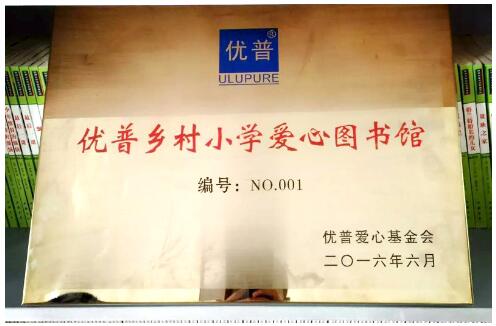 优普®
ULUPURE
优普乡村小学爱心图书馆
编号：NO.001
优普爱心基金会
二〇一六年六月